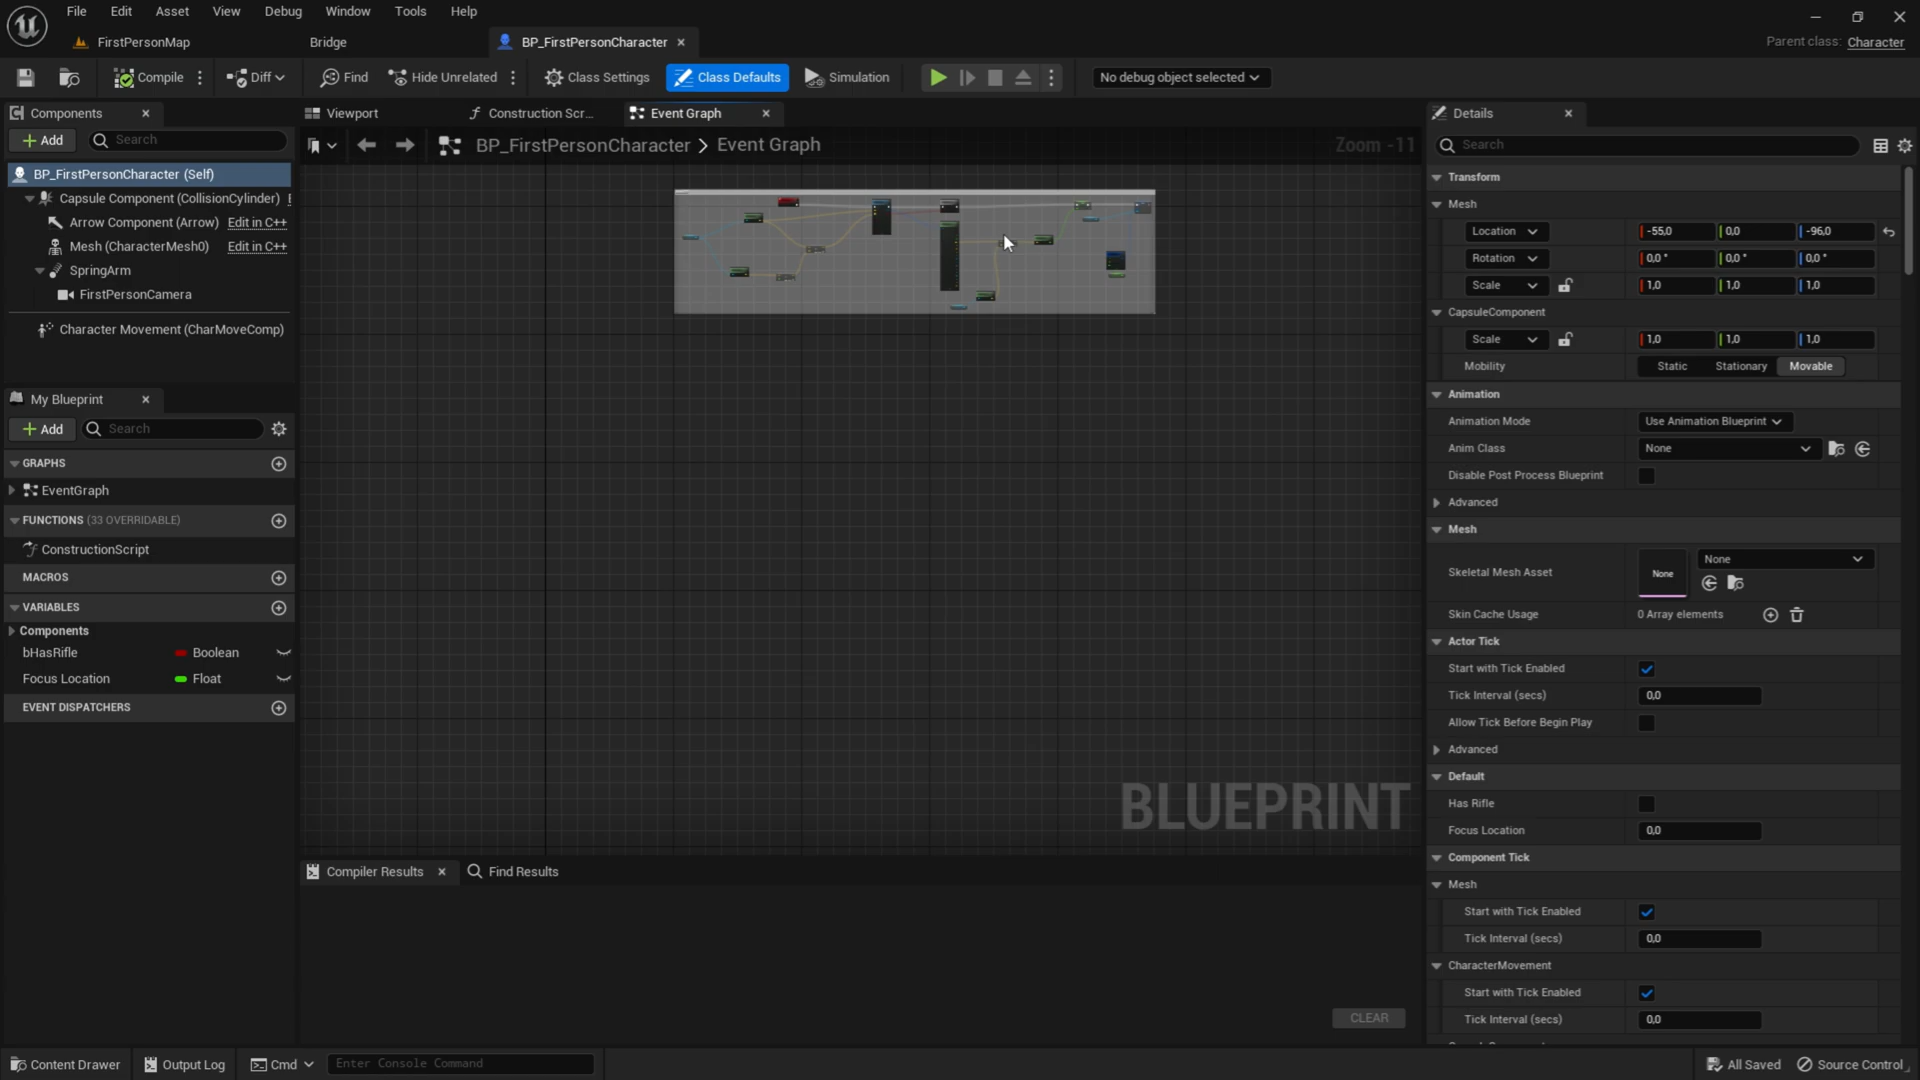 File Edit Asset View Debug Window Tools Help
FirstPersonMap Bridge BP_FirstPersonCharacter
Parent class: Character
Compile Diff Find Hide Unrelated Class Settings Class Defaults Simulation No debug object selected
Components
Add Search
BP_FirstPersonCharacter (Self)
Capsule Component (CollisionCylinder)
Arrow Component (Arrow) Edit in C++
Mesh (CharacterMesh0) Edit in C++
SpringArm
FirstPersonCamera
Character Movement (CharMoveComp)
My Blueprint
Add Search
GRAPHS
EventGraph
FUNCTIONS (33 OVERRIDABLE)
ConstructionScript
MACROS
VARIABLES
Components
bHasRifle Boolean
Focus Location Float
EVENT DISPATCHERS
Viewport Construction Scr... Event Graph
BP_FirstPersonCharacter > Event Graph Zoom -11
BLUEPRINT
Compiler Results Find Results
CLEAR
Details
Search
Transform
Mesh
Location -55,0 0,0 -96,0
Rotation 0,0 ° 0,0 ° 0,0 °
Scale 1,0 1,0 1,0
CapsuleComponent
Scale 1,0 1,0 1,0
Mobility Static Stationary Movable
Animation
Animation Mode Use Animation Blueprint
Anim Class None
Disable Post Process Blueprint
Advanced
Mesh
Skeletal Mesh Asset None None
Skin Cache Usage 0 Array elements
Actor Tick
Start with Tick Enabled
Tick Interval (secs) 0,0
Allow Tick Before Begin Play
Advanced
Default
Has Rifle
Focus Location 0,0
Component Tick
Mesh
Start with Tick Enabled
Tick Interval (secs) 0,0
CharacterMovement
Start with Tick Enabled
Tick Interval (secs) 0,0
Content Drawer Output Log Cmd Enter Console Command All Saved Source Control